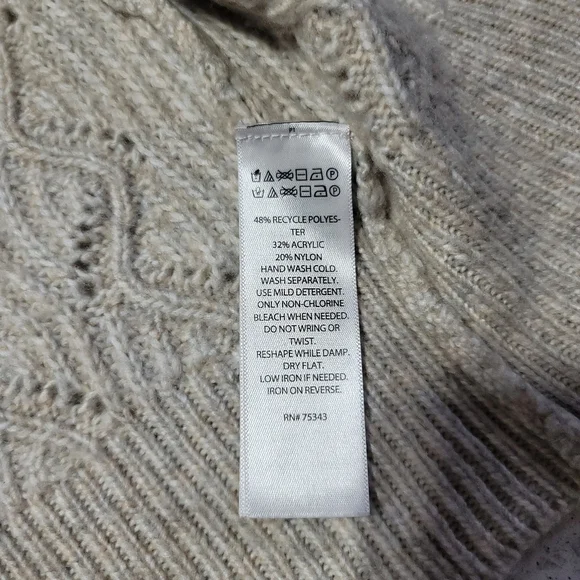 48% RECYCLE POLYES-
TER
32% ACRYLIC
20% NYLON
HAND WASH COLD.
WASH SEPARATELY.
USE MILD DETERGENT.
ONLY NON-CHLORINE
BLEACH WHEN NEEDED.
DO NOT WRING OR
TWIST.
RESHAPE WHILE DAMP.
DRY FLAT.
LOW IRON IF NEEDED.
IRON ON REVERSE.
RN# 75343